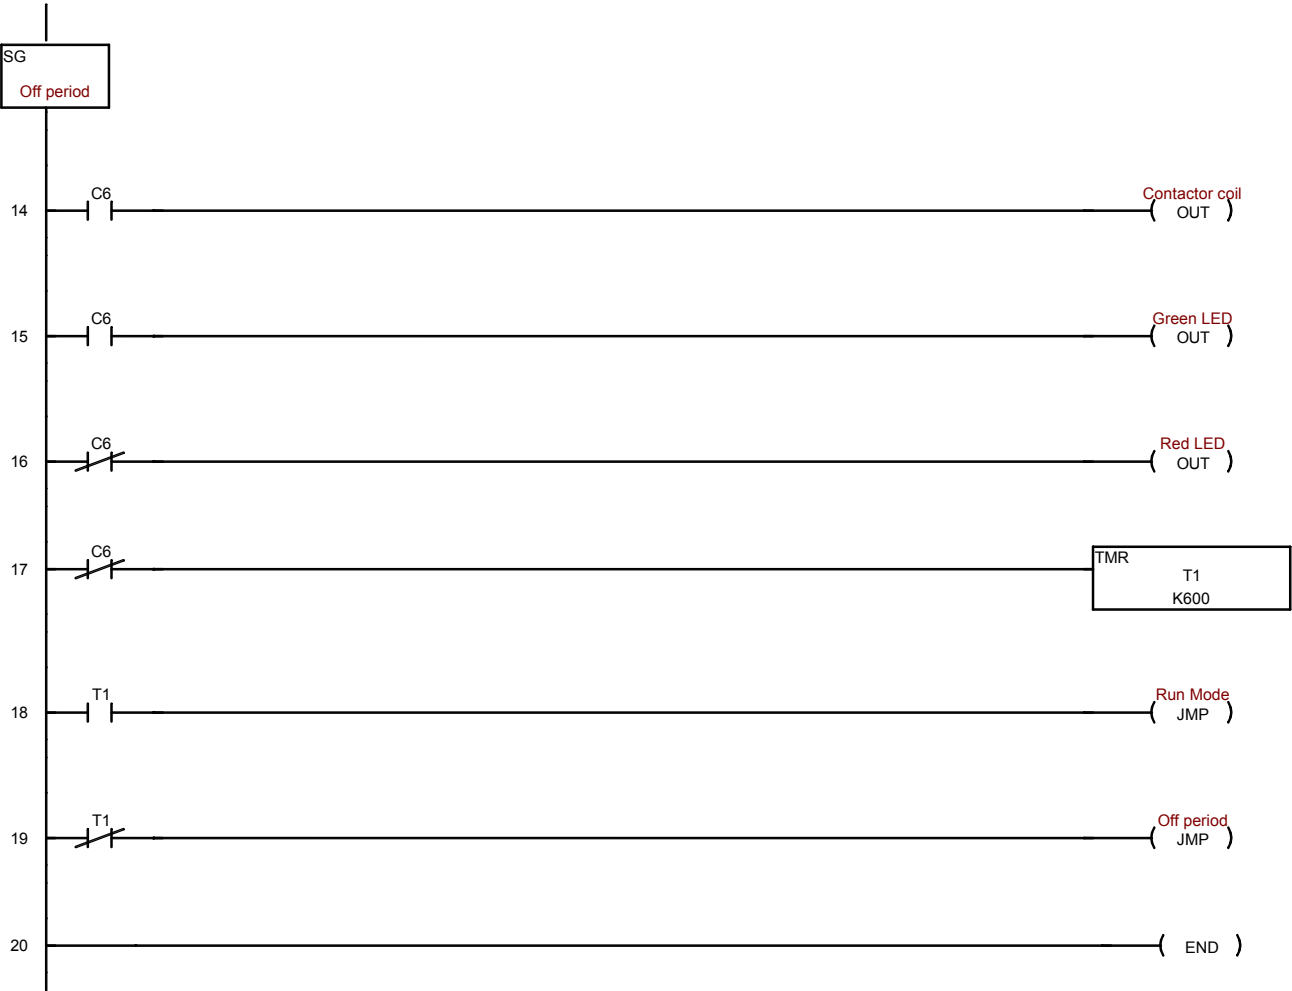 SG
Off period
C6
Contactor coil
14
OUT
C6
Green LED
15
OUT
C6
Red LED
16
OUT
C6
TMR
17
T1
K600
T1
Run Mode
18
JMP
T1
Off period
19
JMP
20
END